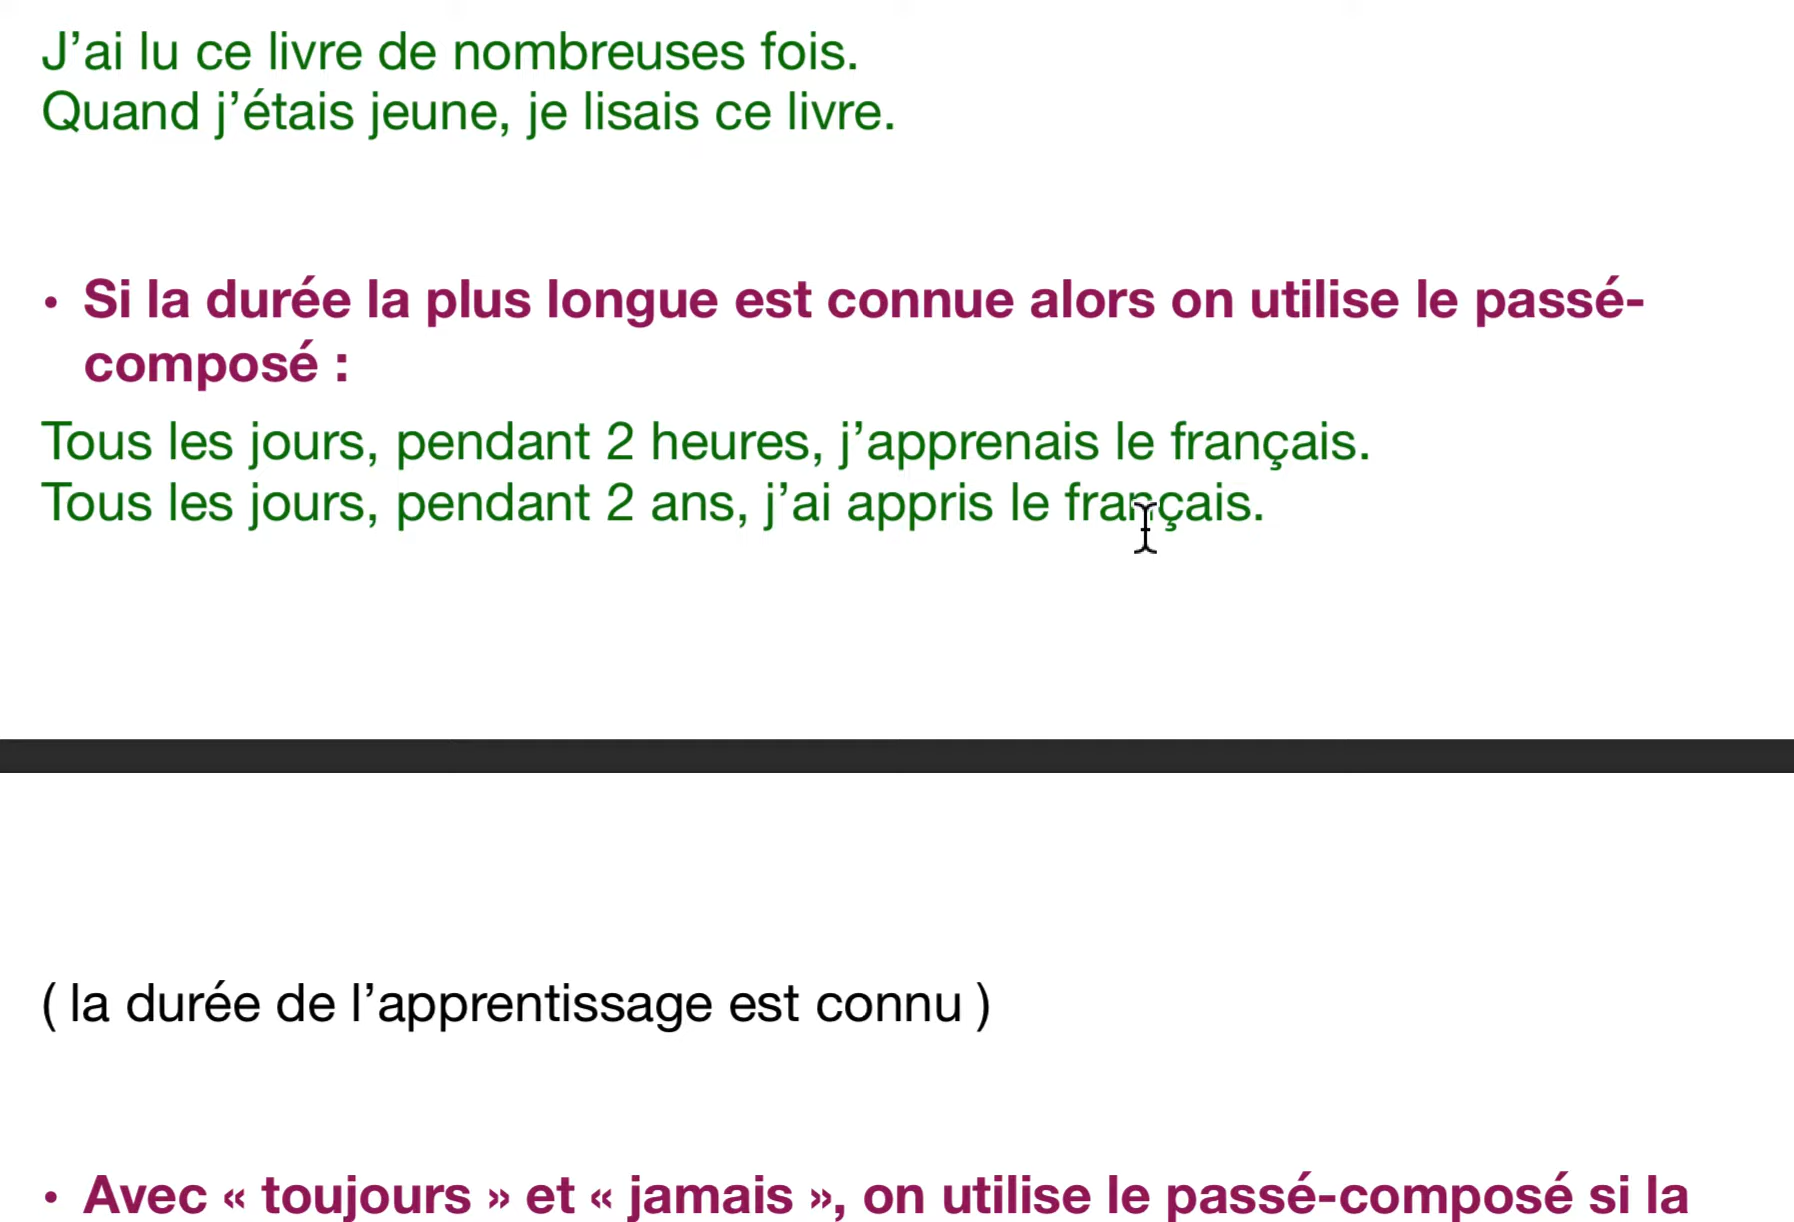 J’ai lu ce livre de nombreuses fois.
Quand j’étais jeune, je lisais ce livre.
• Si la durée la plus longue est connue alors on utilise le passé-
composé :
Tous les jours, pendant 2 heures, j’apprenais le français.
Tous les jours, pendant 2 ans, j’ai appris le français.
( la durée de l’apprentissage est connu )
• Avec « toujours » et « jamais », on utilise le passé-composé si la